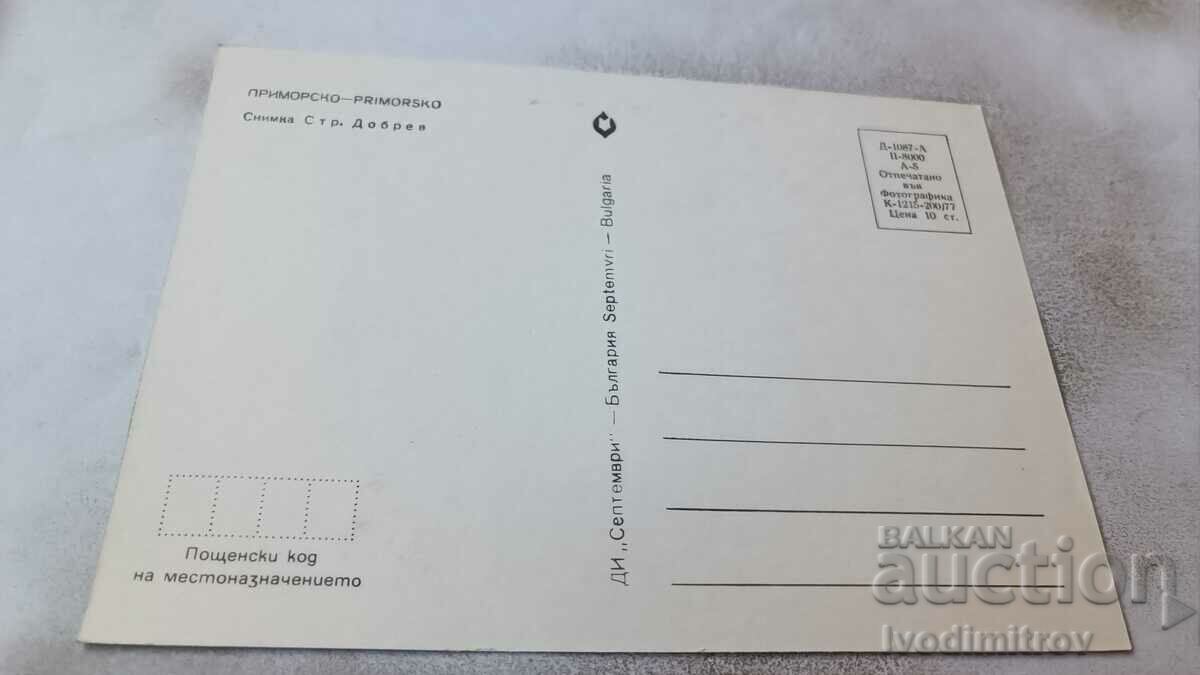 ПРИМОРСКО—PRIMORSKO
Снимка Стр. Добрев
Д-1087-А
П-8000
А-5
Отпечатано
във
Фотографика
К-1215-200/77
Цена 10 ст.
ДИ „Септември" — България Septemvri — Bulgaria
Пощенски код
на местоназначението
BALKAN
auction
Ivodimitrov